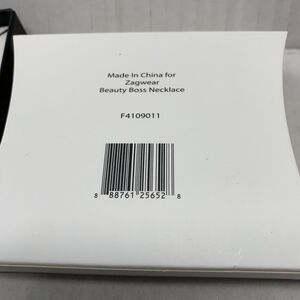 Made In China for
Zagwear
Beauty Boss Necklace
F4109011
8 88761 25652 8